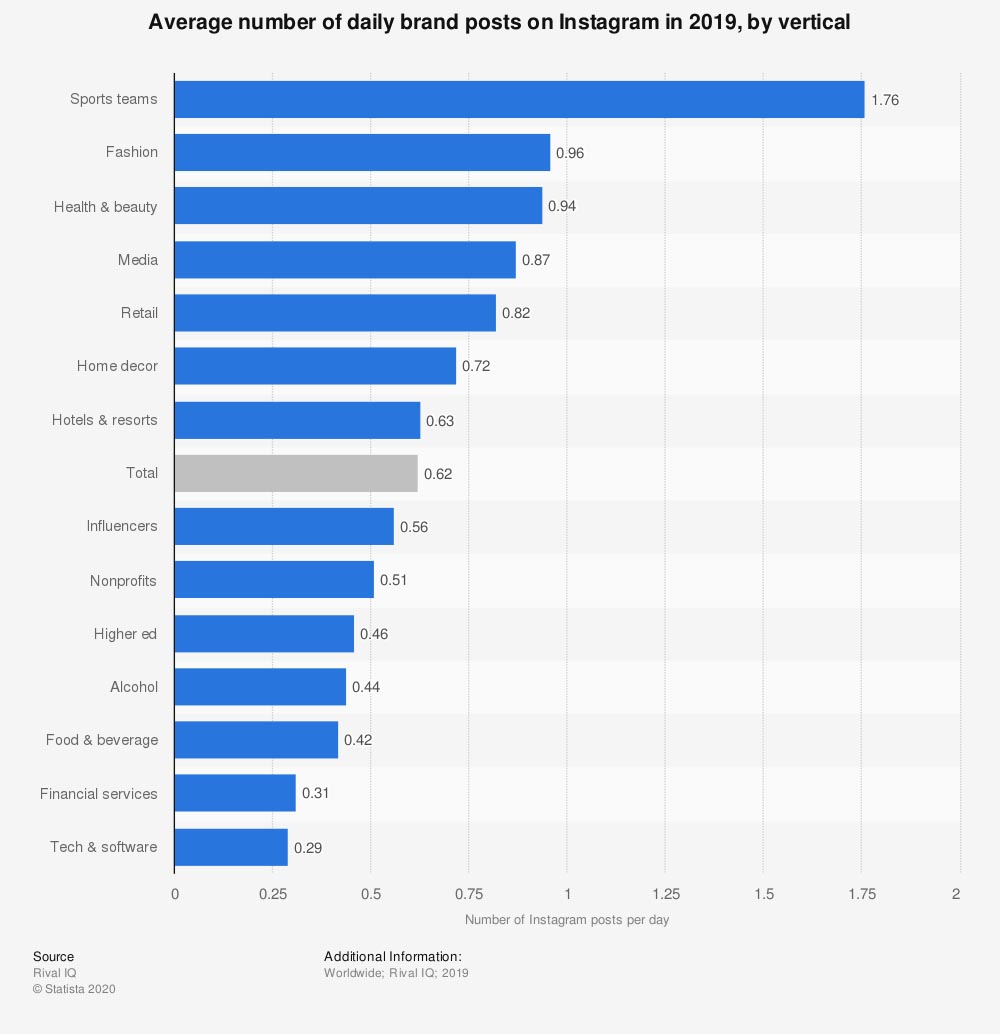 Average number of daily brand posts on Instagram in 2019, by vertical
Sports teams 1.76
Fashion 0.96
Health & beauty 0.94
Media 0.87
Retail 0.82
Home decor 0.72
Hotels & resorts 0.63
Total 0.62
Influencers 0.56
Nonprofits 0.51
Higher ed 0.46
Alcohol 0.44
Food & beverage 0.42
Financial services 0.31
Tech & software 0.29
0 0.25 0.5 0.75 1 1.25 1.5 1.75 2
Number of Instagram posts per day
Source
Rival IQ
© Statista 2020
Additional Information:
Worldwide; Rival IQ; 2019